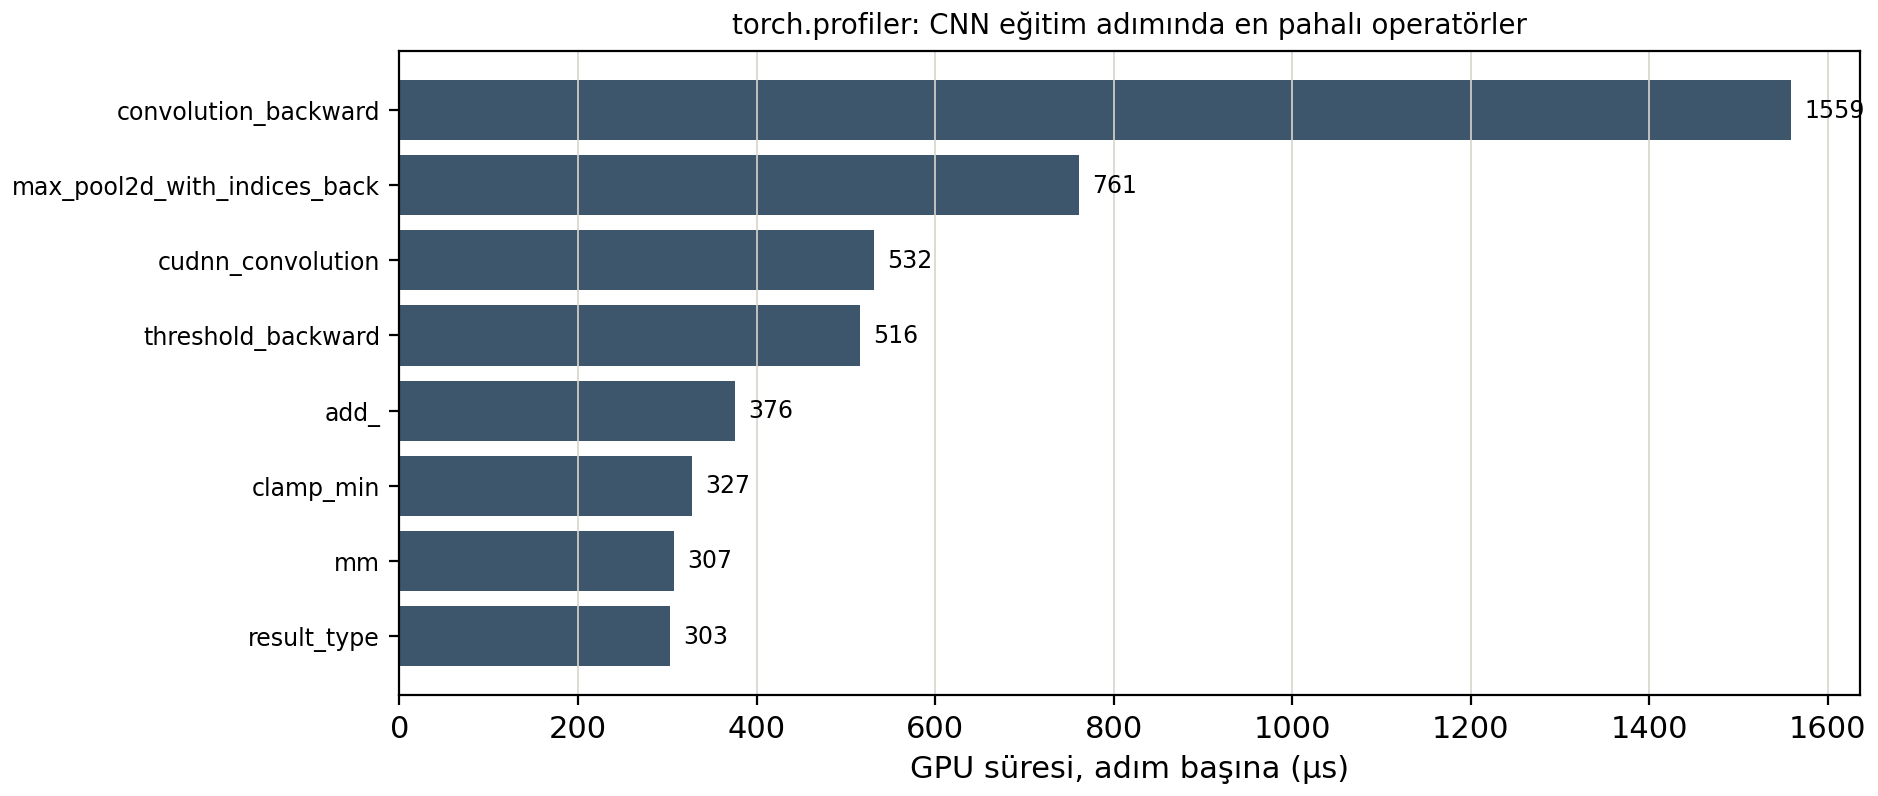 torch.profiler: CNN eğitim adımında en pahalı operatörler
convolution_backward 1559
max_pool2d_with_indices_back 761
cudnn_convolution 532
threshold_backward 516
add_ 376
clamp_min 327
mm 307
result_type 303
0 200 400 600 800 1000 1200 1400 1600
GPU süresi, adım başına (µs)